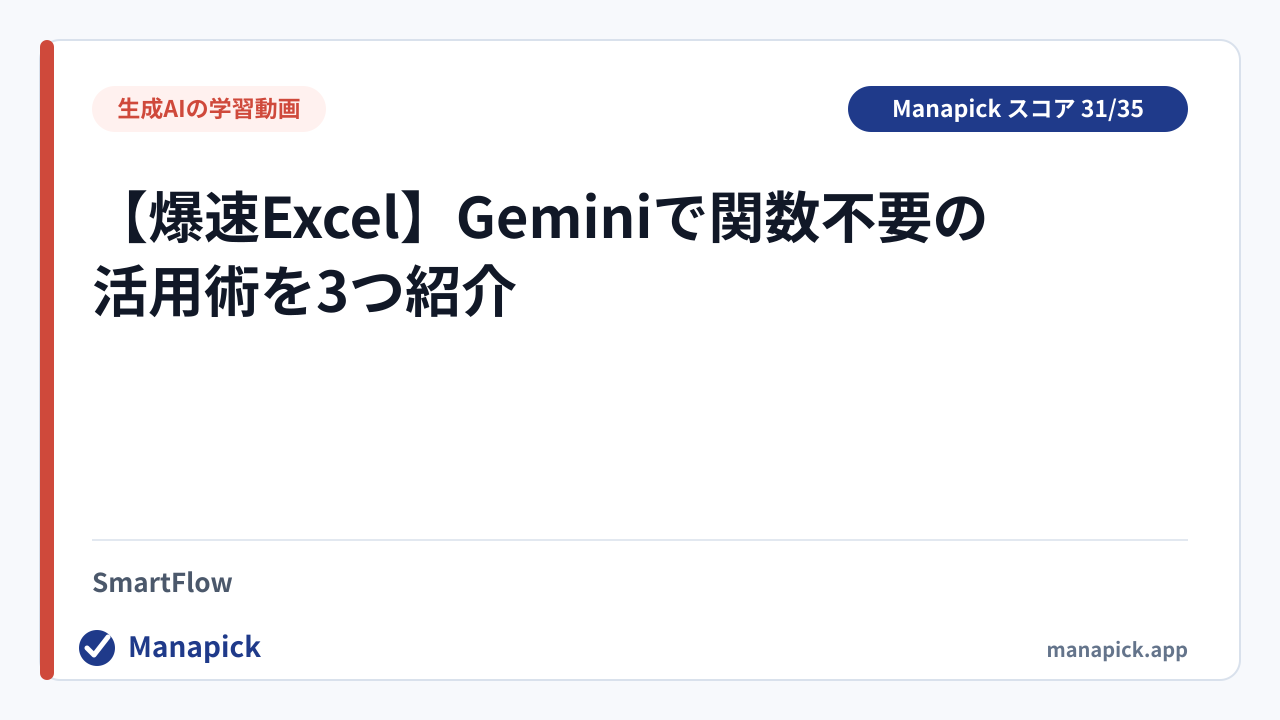 生成AIの学習動画
Manapick スコア 31/35
【爆速Excel】Geminiで関数不要の
活用術を3つ紹介
SmartFlow
Manapick
manapick.app